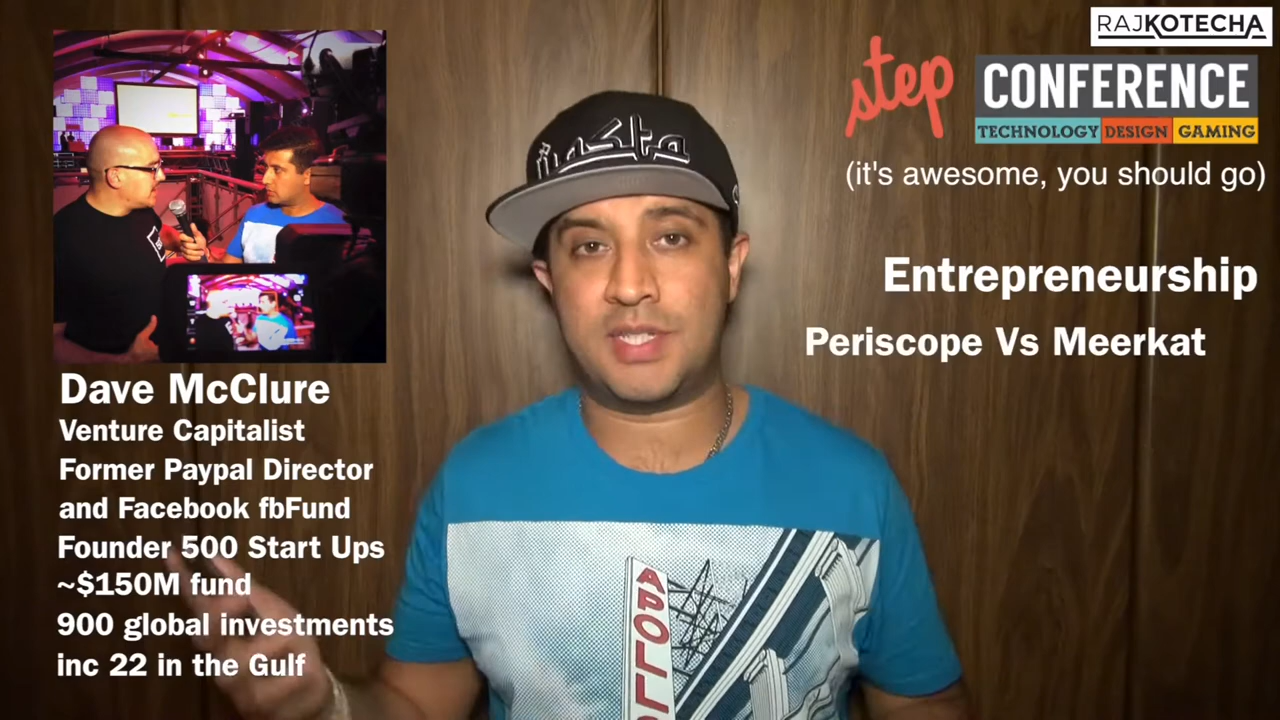 RAJKOTECHA
step
CONFERENCE
TECHNOLOGY DESIGN GAMING
(it's awesome, you should go)
Entrepreneurship
Periscope Vs Meerkat
Dave McClure
Venture Capitalist
Former Paypal Director
and Facebook fbFund
Founder 500 Start Ups
~$150M fund
900 global investments
inc 22 in the Gulf
APOLL